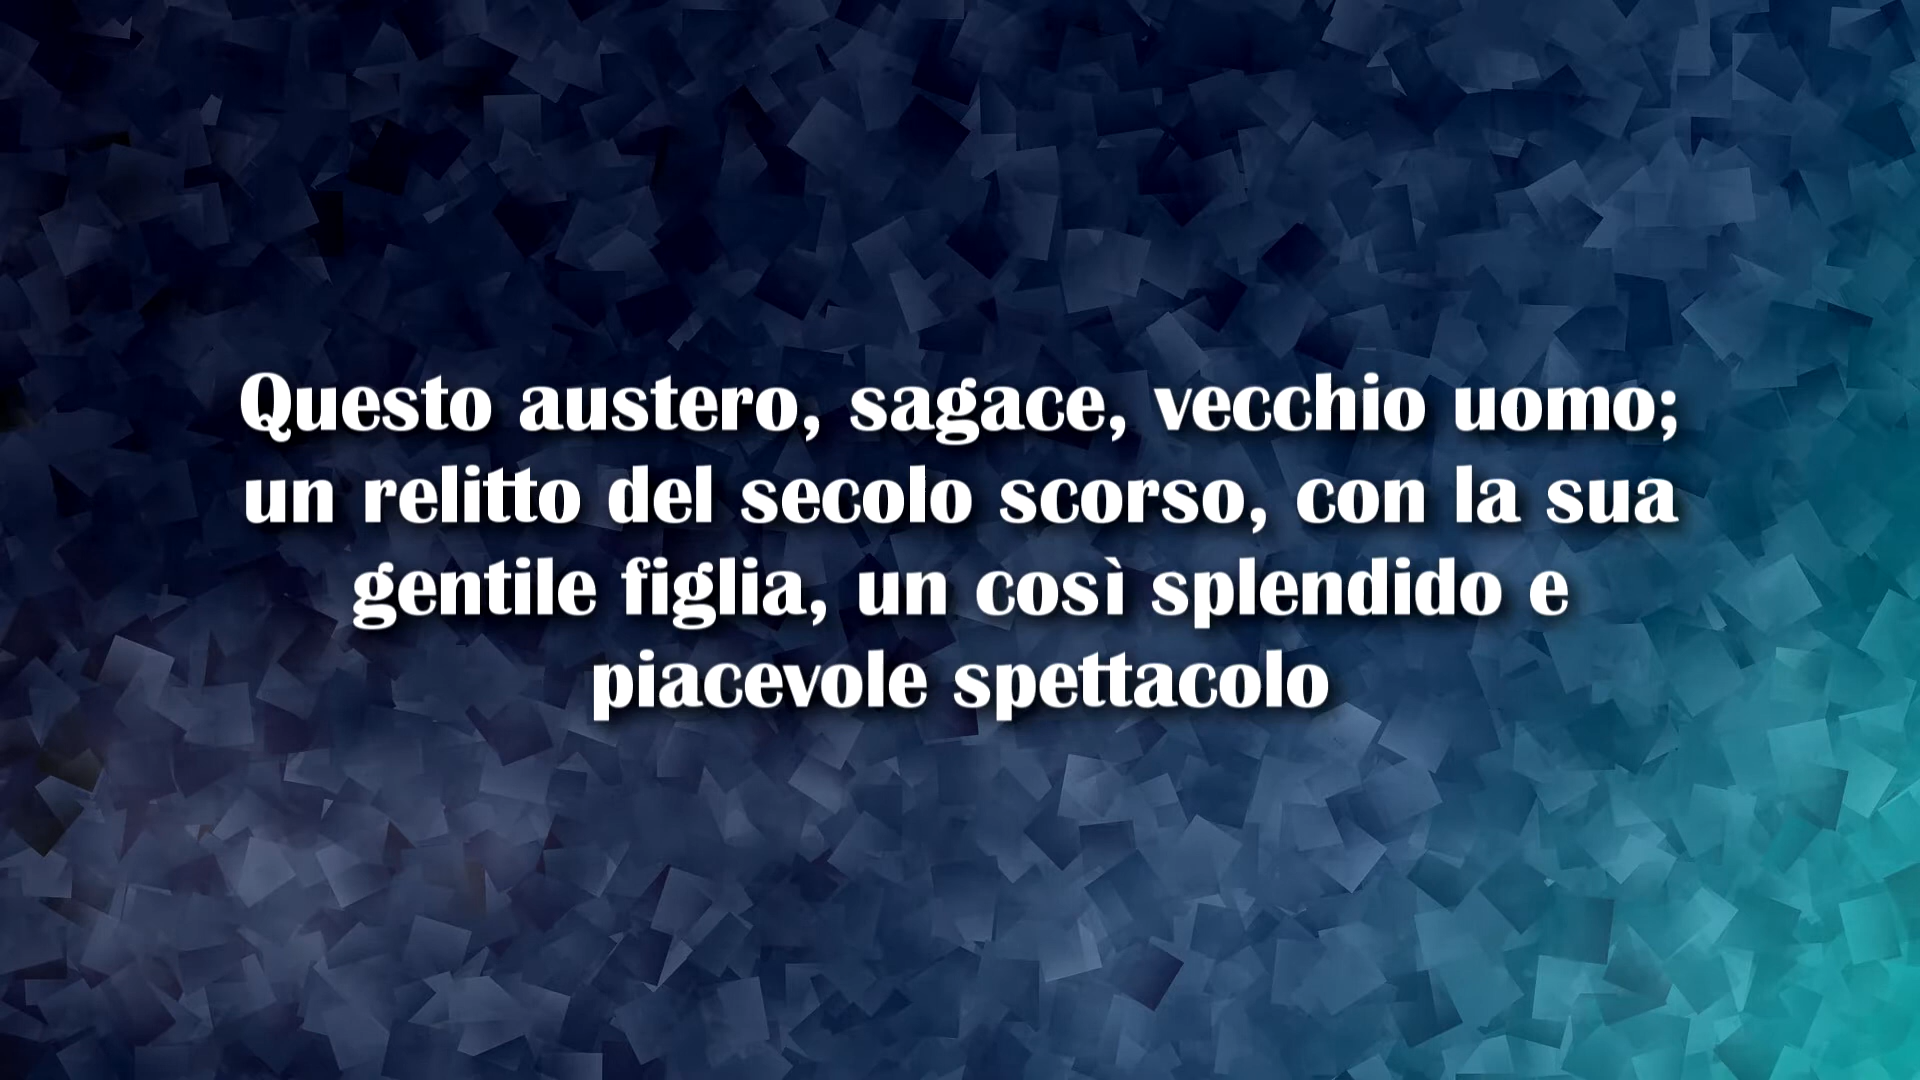 Questo austero, sagace, vecchio uomo;
un relitto del secolo scorso, con la sua
gentile figlia, un così splendido e
piacevole spettacolo